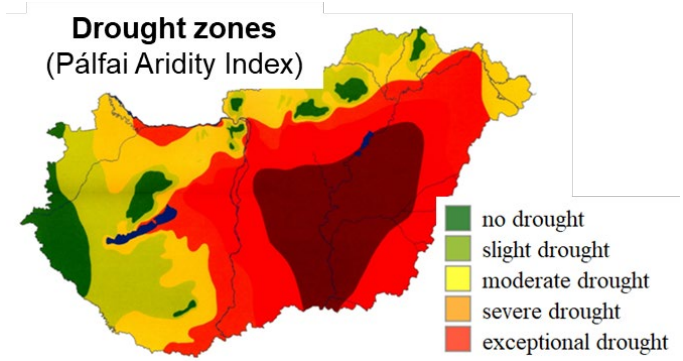 Drought zones
(Pálfai Aridity Index)
no drought
slight drought
moderate drought
severe drought
exceptional drought